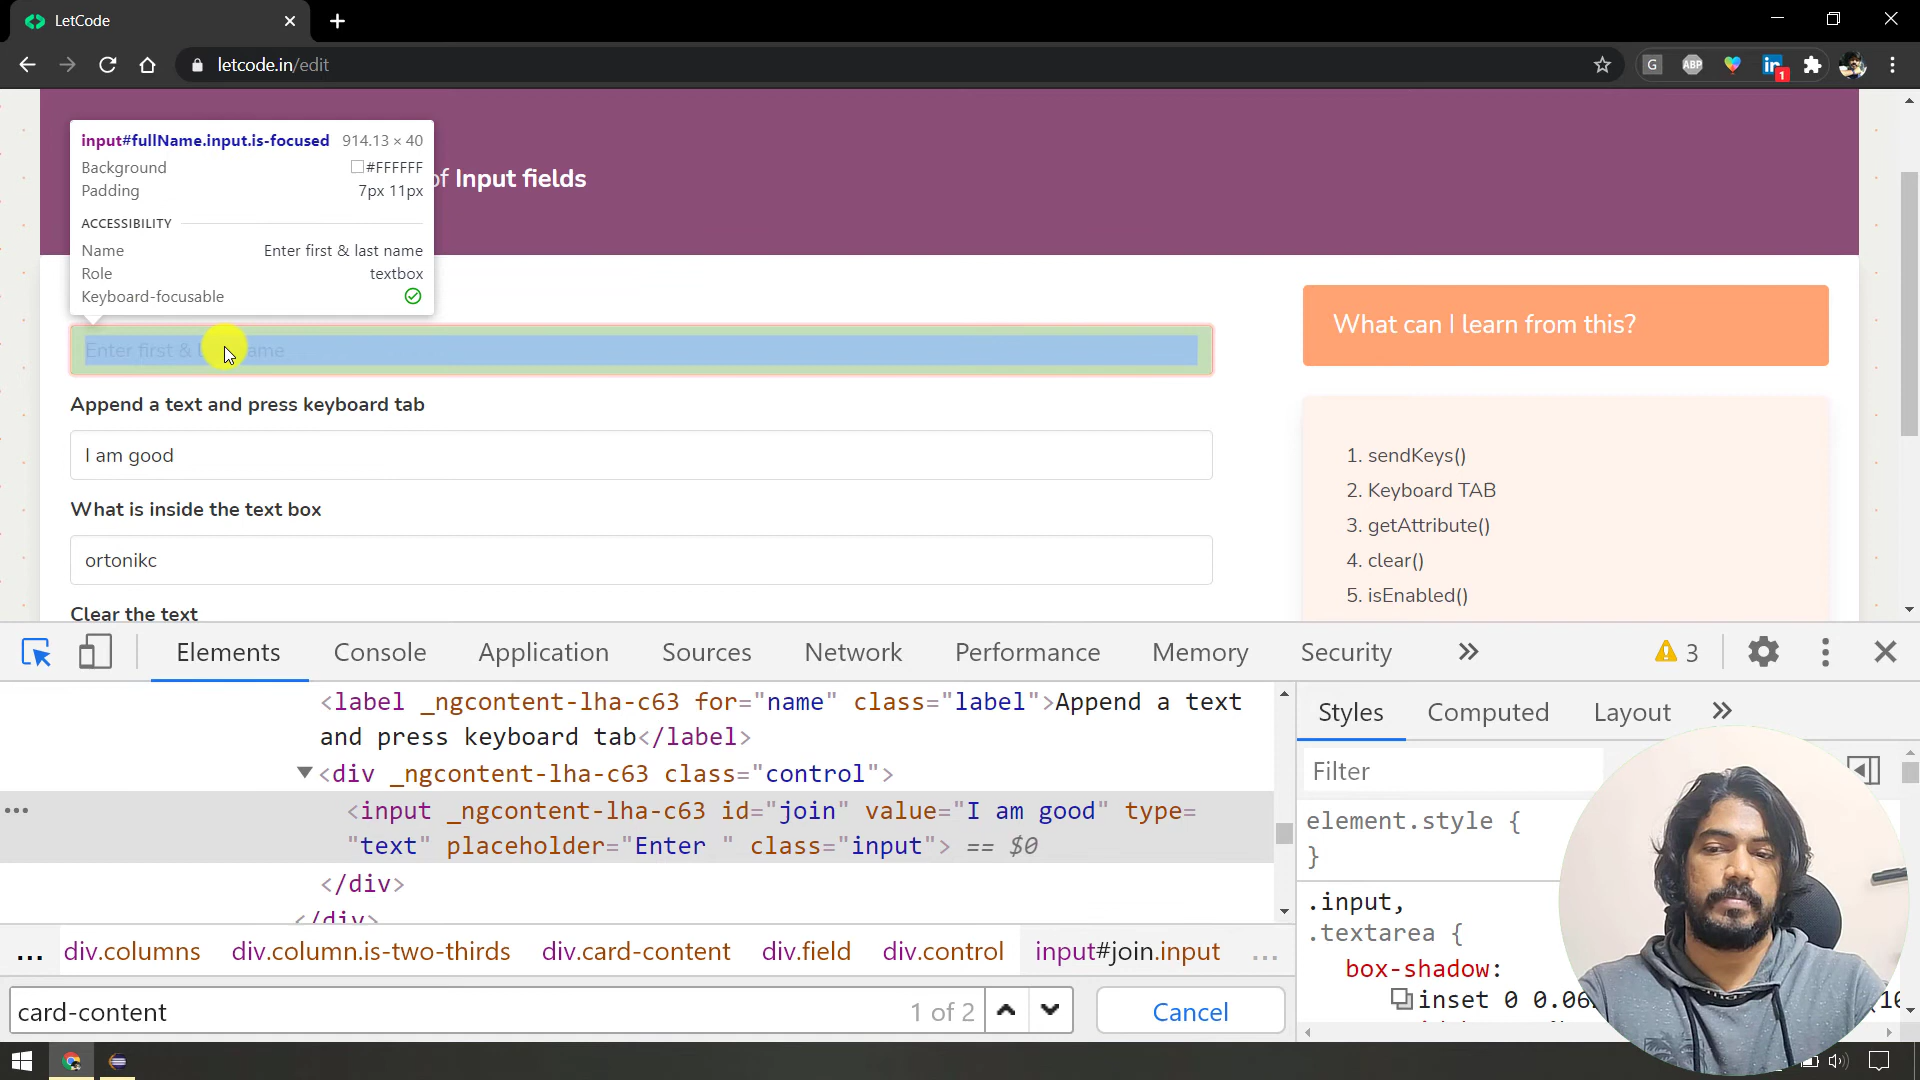 LetCode
letcode.in/edit
G
ABP
in
1
input#fullName.input.is-focused 914.13 × 40
Background #FFFFFF
Padding 7px 11px
ACCESSIBILITY
Name Enter first & last name
Role textbox
Keyboard-focusable
of Input fields
What can I learn from this?
Append a text and press keyboard tab
I am good
What is inside the text box
ortonikc
Clear the text
1. sendKeys()
2. Keyboard TAB
3. getAttribute()
4. clear()
5. isEnabled()
Elements Console Application Sources Network Performance Memory Security » 3
<label _ngcontent-lha-c63 for="name" class="label">Append a text
and press keyboard tab</label>
▼<div _ngcontent-lha-c63 class="control">
... <input _ngcontent-lha-c63 id="join" value="I am good" type=
"text" placeholder="Enter " class="input"> == $0
</div>
</div>
... div.columns div.column.is-two-thirds div.card-content div.field div.control input#join.input ...
card-content 1 of 2 Cancel
Styles Computed Layout »
Filter
element.style {
}
.input,
.textarea {
box-shadow:
inset 0 0.06